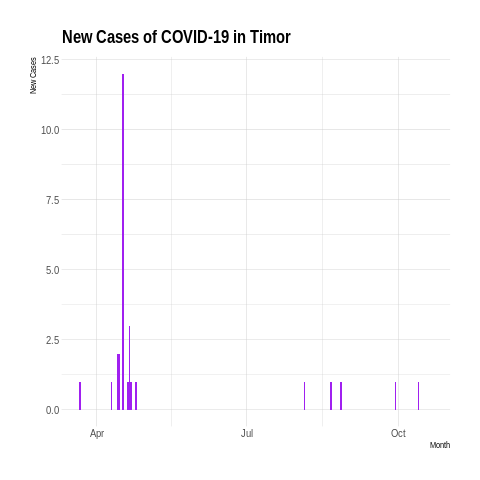 New Cases of COVID-19 in Timor
New Cases
12.5
10.0
7.5
5.0
2.5
0.0
Apr
Jul
Oct
Month